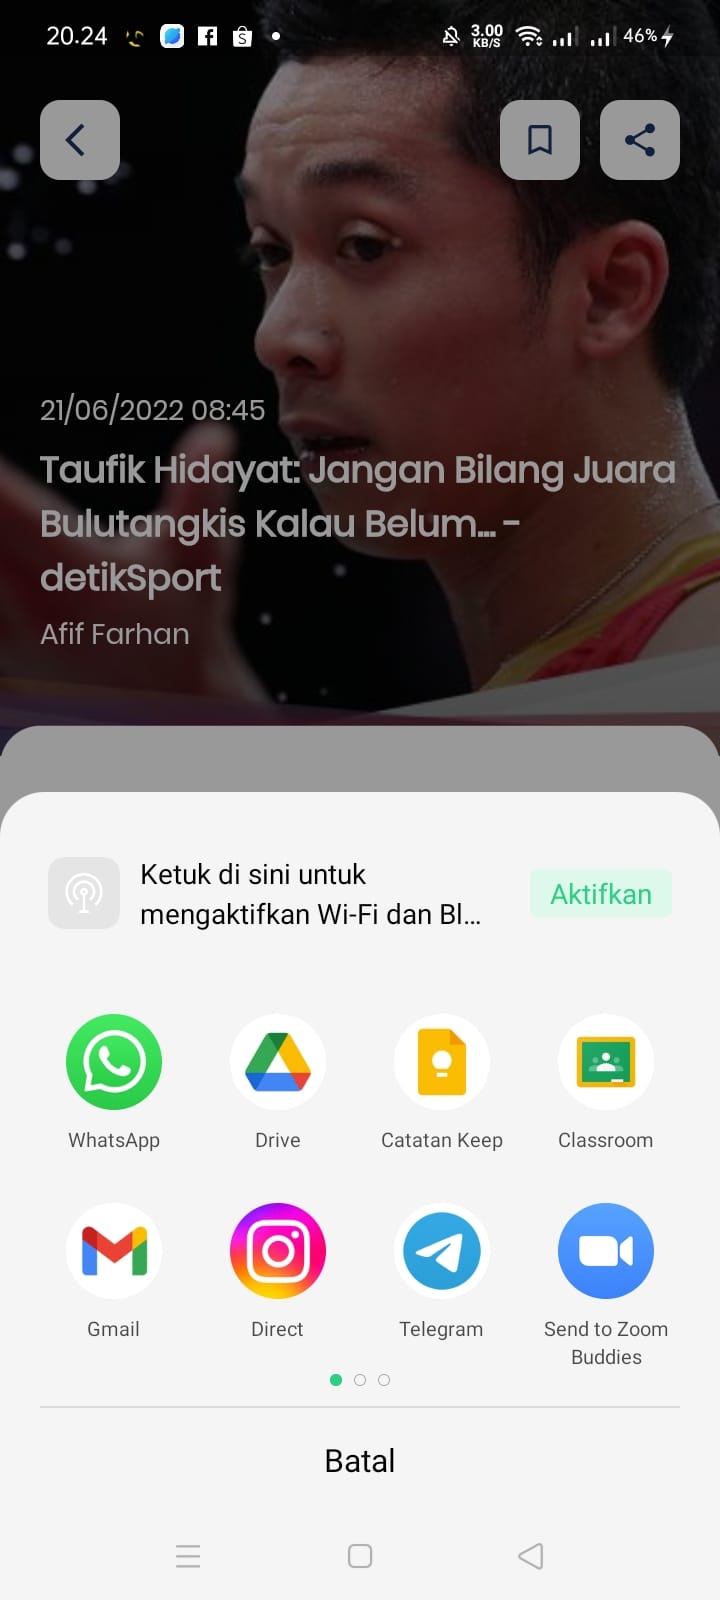 20.24
3.00
KB/S
46%
21/06/2022 08:45
Taufik Hidayat: Jangan Bilang Juara
Bulutangkis Kalau Belum... -
detikSport
Afif Farhan
Ketuk di sini untuk
mengaktifkan Wi-Fi dan Bl...
Aktifkan
WhatsApp
Drive
Catatan Keep
Classroom
Gmail
Direct
Telegram
Send to Zoom
Buddies
Batal